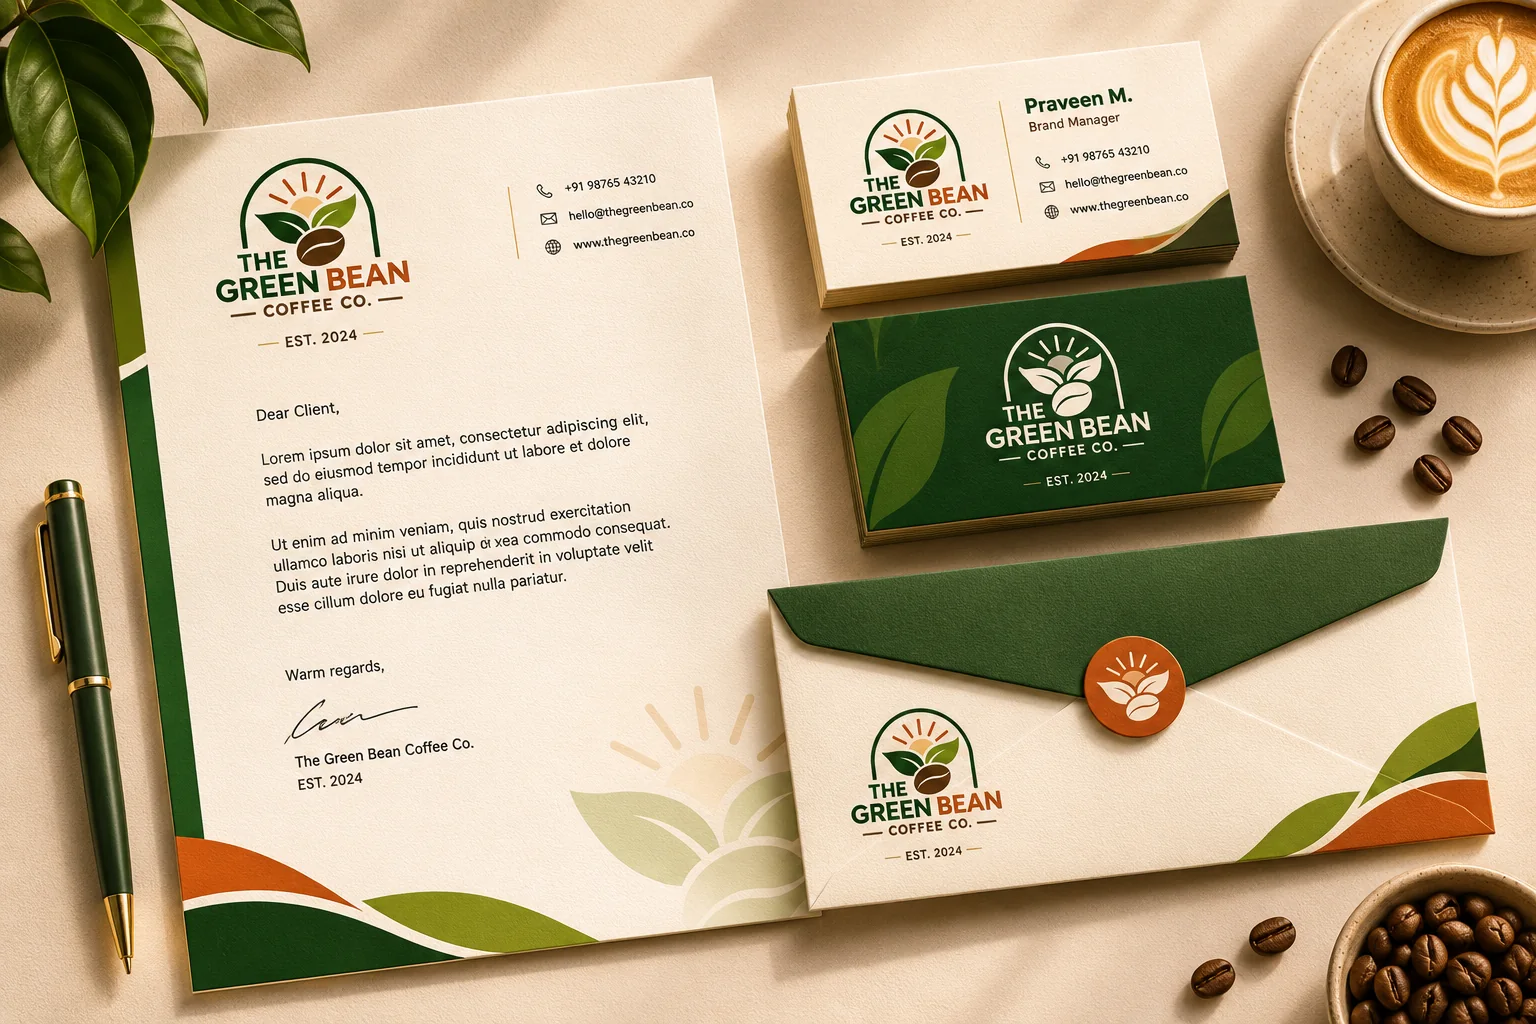 THE
GREEN BEAN
COFFEE CO.
EST. 2024
+91 98765 43210
hello@thegreenbean.co
www.thegreenbean.co
Dear Client,
Lorem ipsum dolor sit amet, consectetur adipiscing elit,
sed do eiusmod tempor incididunt ut labore et dolore
magna aliqua.
Ut enim ad minim veniam, quis nostrud exercitation
ullamco laboris nisi ut aliquip ex ea commodo consequat.
Duis aute irure dolor in reprehenderit in voluptate velit
esse cillum dolore eu fugiat nulla pariatur.
Warm regards,
The Green Bean Coffee Co.
EST. 2024
THE
GREEN BEAN
COFFEE CO.
EST. 2024
Praveen M.
Brand Manager
+91 98765 43210
hello@thegreenbean.co
www.thegreenbean.co
THE
GREEN BEAN
COFFEE CO.
EST. 2024
THE
GREEN BEAN
COFFEE CO.
EST. 2024